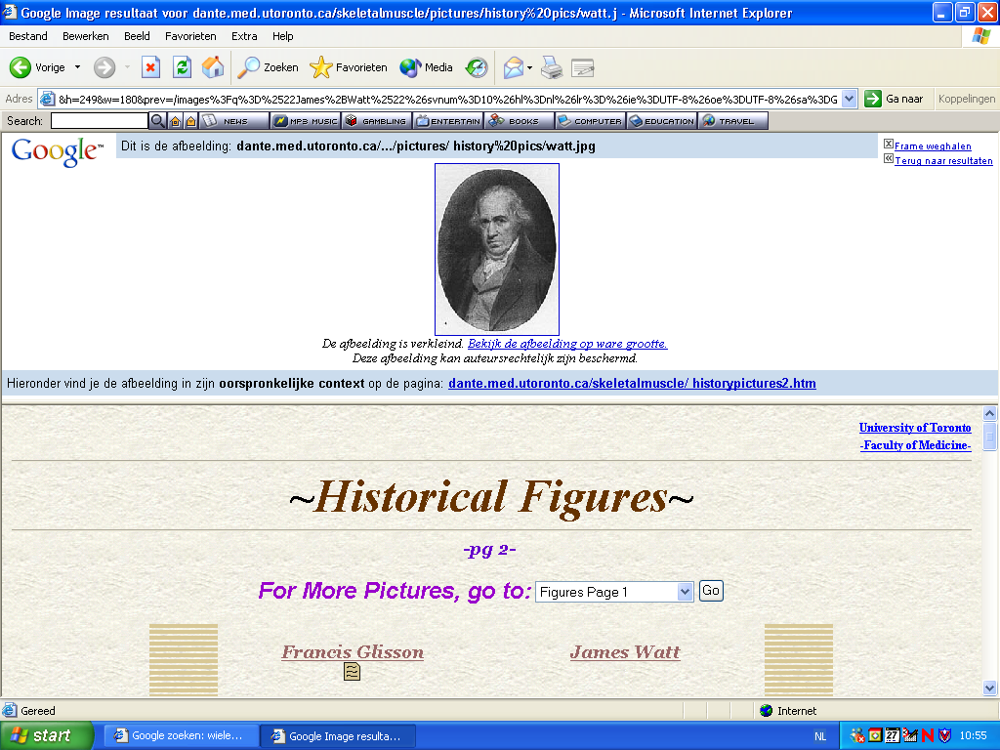 Google Image resultaat voor dante.med.utoronto.ca/skeletalmuscle/pictures/history%20pics/watt.j - Microsoft Internet Explorer
Bestand Bewerken Beeld Favorieten Extra Help
Vorige Zoeken Favorieten Media
Adres &h=249&w=180&prev=/images%3Fq%3D%2522James%2BWatt%2522%26svnum%3D10%26hl%3Dnl%26lr%3D%26ie%3DUTF-8%26oe%3DUTF-8%26sa%3DG Ga naar Koppelingen
Search: NEWS MP3 MUSIC GAMBLING ENTERTAIN BOOKS COMPUTER EDUCATION TRAVEL
Google™ Dit is de afbeelding: dante.med.utoronto.ca/.../pictures/ history%20pics/watt.jpg
Frame weghalen
Terug naar resultaten
De afbeelding is verkleind. Bekijk de afbeelding op ware grootte.
Deze afbeelding kan auteursrechtelijk zijn beschermd.
Hieronder vind je de afbeelding in zijn oorspronkelijke context op de pagina: dante.med.utoronto.ca/skeletalmuscle/ historypictures2.htm
University of Toronto
-Faculty of Medicine-
~Historical Figures~
-pg 2-
For More Pictures, go to: Figures Page 1 Go
Francis Glisson James Watt
Gereed Internet
start Google zoeken: wiele... Google Image resulta... NL 27 N 10:55